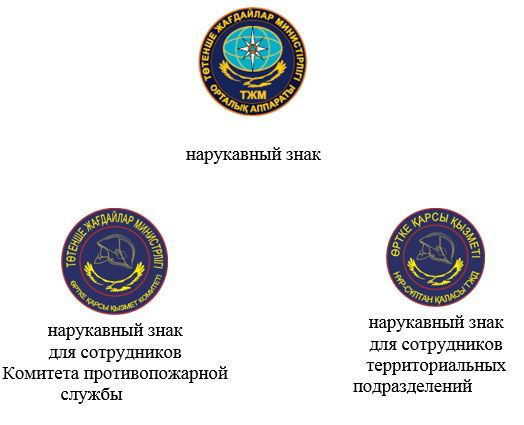 ТӨТЕНШЕ ЖАҒДАЙЛАР МИНИСТРЛІГІ
ТЖМ
ОРТАЛЫҚ АППАРАТЫ
нарукавный знак
ТӨТЕНШЕ ЖАҒДАЙЛАР МИНИСТРЛІГІ
ӨРТКЕ ҚАРСЫ ҚЫЗМЕТ КОМИТЕТІ
нарукавный знак
для сотрудников
Комитета противопожарной
службы
ӨРТКЕ ҚАРСЫ ҚЫЗМЕТІ
НҰР-СҰЛТАН ҚАЛАСЫ ТЖД
нарукавный знак
для сотрудников
территориальных
подразделений